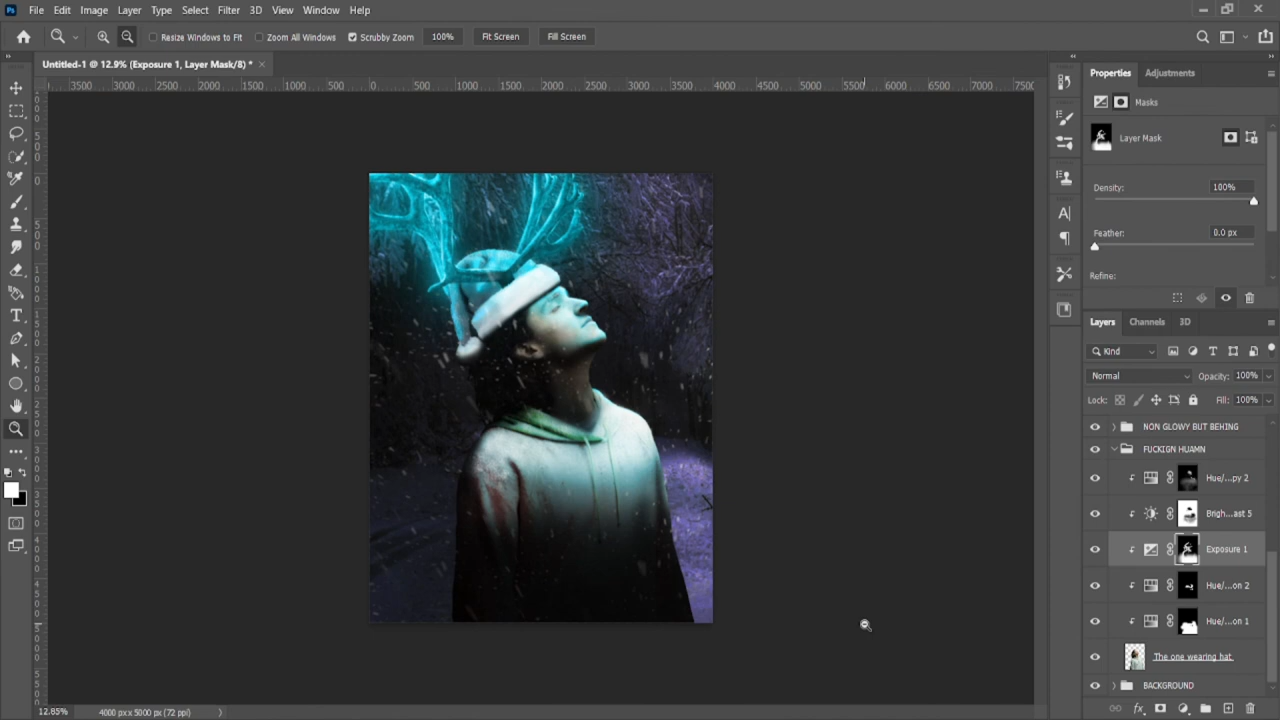 Ps File Edit Image Layer Type Select Filter 3D View Window Help
Resize Windows to Fit Zoom All Windows Scrubby Zoom 100% Fit Screen Fill Screen
Untitled-1 @ 12.9% (Exposure 1, Layer Mask/8) *
3500 3000 2500 2000 1500 1000 500 0 500 1000 1500 2000 2500 3000 3500 4000 4500 5000 5500 6000 6500 7000 7500
Properties Adjustments
Masks
Layer Mask
Density: 100%
Feather: 0.0 px
Refine:
Layers Channels 3D
Kind
Normal Opacity: 100%
Lock: Fill: 100%
NON GLOWY BUT BEHING
FUCKIGN HUAMN
Hue/...py 2
Brigh...ast 5
Exposure 1
Hue/...on 2
Hue/...on 1
The one wearing hat
BACKGROUND
12.85% 4000 px x 5000 px (72 ppi)